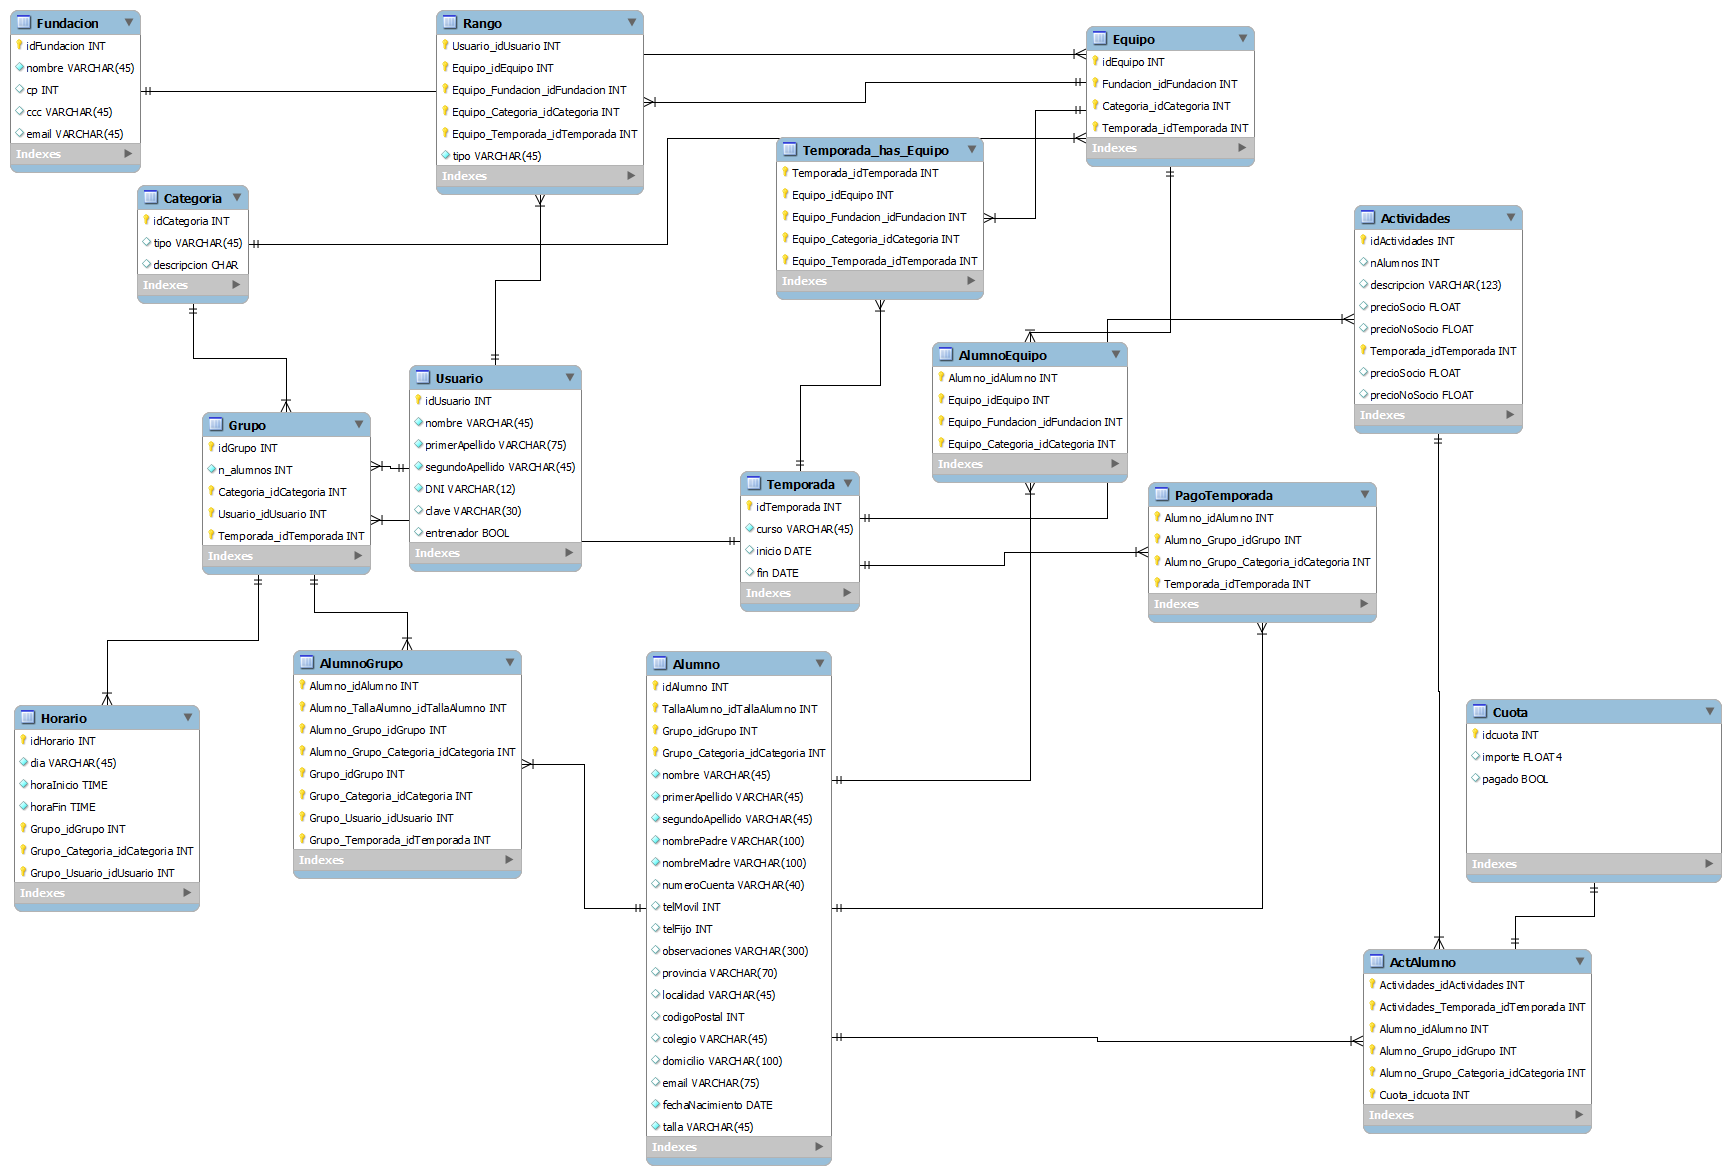 Fundacion
idFundacion INT
nombre VARCHAR(45)
cp INT
ccc VARCHAR(45)
email VARCHAR(45)
Indexes
Rango
Usuario_idUsuario INT
Equipo_idEquipo INT
Equipo_Fundacion_idFundacion INT
Equipo_Categoria_idCategoria INT
Equipo_Temporada_idTemporada INT
tipo VARCHAR(45)
Indexes
Equipo
idEquipo INT
Fundacion_idFundacion INT
Categoria_idCategoria INT
Temporada_idTemporada INT
Indexes
Temporada_has_Equipo
Temporada_idTemporada INT
Equipo_idEquipo INT
Equipo_Fundacion_idFundacion INT
Equipo_Categoria_idCategoria INT
Equipo_Temporada_idTemporada INT
Indexes
Categoria
idCategoria INT
tipo VARCHAR(45)
descripcion CHAR
Indexes
Actividades
idActividades INT
nAlumnos INT
descripcion VARCHAR(123)
precioSocio FLOAT
precioNoSocio FLOAT
Temporada_idTemporada INT
precioSocio FLOAT
precioNoSocio FLOAT
Indexes
AlumnoEquipo
Alumno_idAlumno INT
Equipo_idEquipo INT
Equipo_Fundacion_idFundacion INT
Equipo_Categoria_idCategoria INT
Indexes
Usuario
idUsuario INT
nombre VARCHAR(45)
primerApellido VARCHAR(75)
segundoApellido VARCHAR(45)
DNI VARCHAR(12)
clave VARCHAR(30)
entrenador BOOL
Indexes
Grupo
idGrupo INT
n_alumnos INT
Categoria_idCategoria INT
Usuario_idUsuario INT
Temporada_idTemporada INT
Indexes
Temporada
idTemporada INT
curso VARCHAR(45)
inicio DATE
fin DATE
Indexes
PagoTemporada
Alumno_idAlumno INT
Alumno_Grupo_idGrupo INT
Alumno_Grupo_Categoria_idCategoria INT
Temporada_idTemporada INT
Indexes
Horario
idHorario INT
dia VARCHAR(45)
horaInicio TIME
horaFin TIME
Grupo_idGrupo INT
Grupo_Categoria_idCategoria INT
Grupo_Usuario_idUsuario INT
Indexes
AlumnoGrupo
Alumno_idAlumno INT
Alumno_TallaAlumno_idTallaAlumno INT
Alumno_Grupo_idGrupo INT
Alumno_Grupo_Categoria_idCategoria INT
Grupo_idGrupo INT
Grupo_Categoria_idCategoria INT
Grupo_Usuario_idUsuario INT
Grupo_Temporada_idTemporada INT
Indexes
Alumno
idAlumno INT
TallaAlumno_idTallaAlumno INT
Grupo_idGrupo INT
Grupo_Categoria_idCategoria INT
nombre VARCHAR(45)
primerApellido VARCHAR(45)
segundoApellido VARCHAR(45)
nombrePadre VARCHAR(100)
nombreMadre VARCHAR(100)
numeroCuenta VARCHAR(40)
telMovil INT
telFijo INT
observaciones VARCHAR(300)
provincia VARCHAR(70)
localidad VARCHAR(45)
codigoPostal INT
colegio VARCHAR(45)
domicilio VARCHAR(100)
email VARCHAR(75)
fechaNacimiento DATE
talla VARCHAR(45)
Indexes
Cuota
idcuota INT
importe FLOAT4
pagado BOOL
Indexes
ActAlumno
Actividades_idActividades INT
Actividades_Temporada_idTemporada INT
Alumno_idAlumno INT
Alumno_Grupo_idGrupo INT
Alumno_Grupo_Categoria_idCategoria INT
Cuota_idcuota INT
Indexes